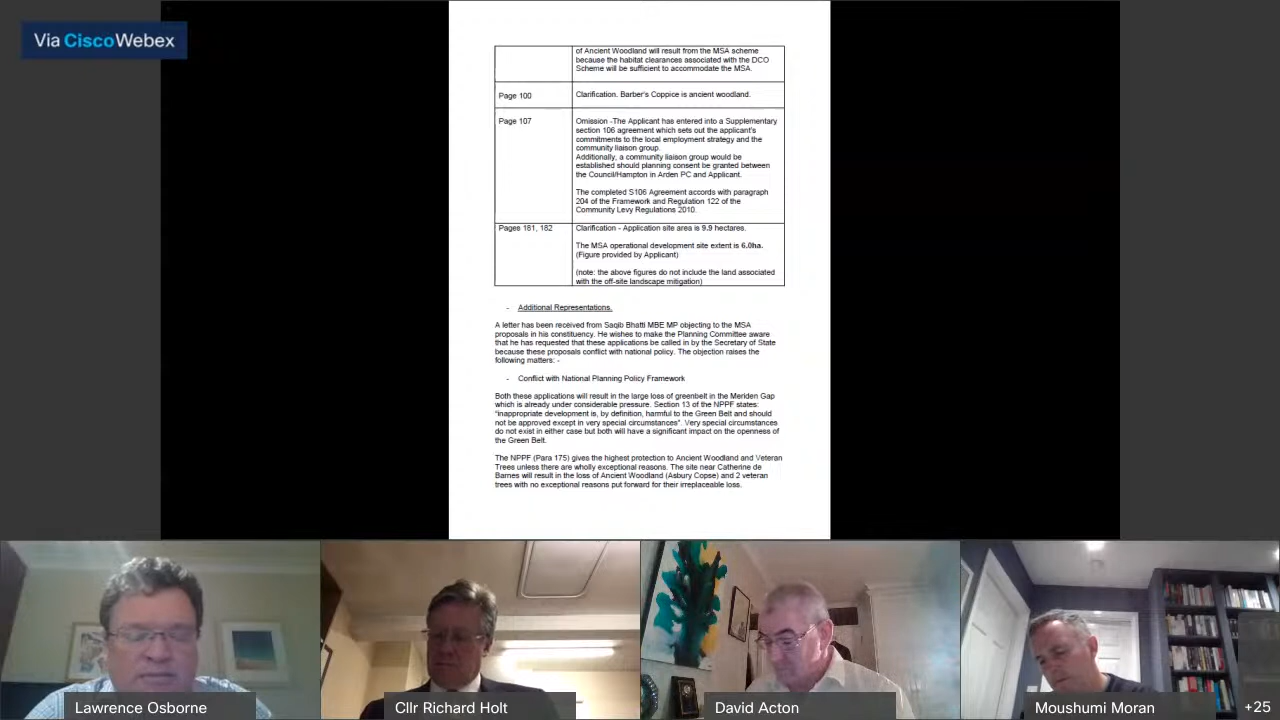 Via Cisco Webex
of Ancient Woodland will result from the MSA scheme
because the habitat clearances associated with the DCO
Scheme will be sufficient to accommodate the MSA.
Page 100
Clarification. Barber's Coppice is ancient woodland.
Page 107
Omission -The Applicant has entered into a Supplementary
section 106 agreement which sets out the applicant's
commitments to the local employment strategy and the
community liaison group.
Additionally, a community liaison group would be
established should planning consent be granted between
the Council/Hampton in Arden PC and Applicant.
The completed S106 Agreement accords with paragraph
204 of the Framework and Regulation 122 of the
Community Levy Regulations 2010.
Pages 181, 182
Clarification - Application site area is 9.9 hectares.
The MSA operational development site extent is 6.0ha.
(Figure provided by Applicant)
(note: the above figures do not include the land associated
with the off-site landscape mitigation)
- Additional Representations.
A letter has been received from Saqib Bhatti MBE MP objecting to the MSA
proposals in his constituency. He wishes to make the Planning Committee aware
that he has requested that these applications be called in by the Secretary of State
because these proposals conflict with national policy. The objection raises the
following matters: -
- Conflict with National Planning Policy Framework
Both these applications will result in the large loss of greenbelt in the Meriden Gap
which is already under considerable pressure. Section 13 of the NPPF states:
"inappropriate development is, by definition, harmful to the Green Belt and should
not be approved except in very special circumstances". Very special circumstances
do not exist in either case but both will have a significant impact on the openness of
the Green Belt.
The NPPF (Para 175) gives the highest protection to Ancient Woodland and Veteran
Trees unless there are wholly exceptional reasons. The site near Catherine de
Barnes will result in the loss of Ancient Woodland (Asbury Copse) and 2 veteran
trees with no exceptional reasons put forward for their irreplaceable loss.
Lawrence Osborne
Cllr Richard Holt
David Acton
Moushumi Moran
+25